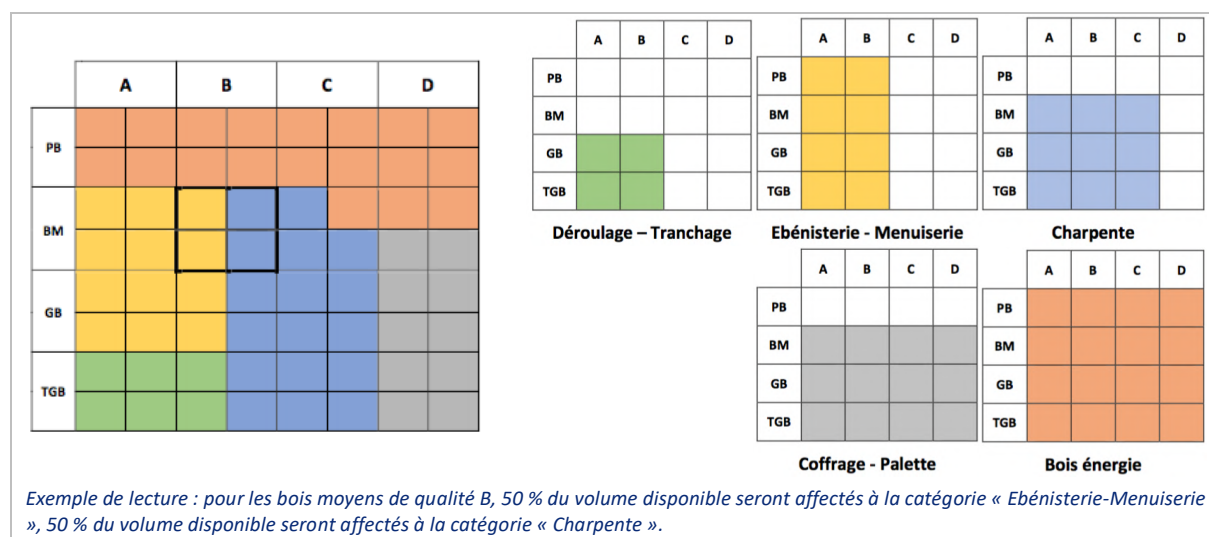 A B C D
PB
BM
GB
TGB
A B C D
PB
BM
GB
TGB
Déroulage – Tranchage
A B C D
PB
BM
GB
TGB
Ebénisterie - Menuiserie
A B C D
PB
BM
GB
TGB
Charpente
A B C D
PB
BM
GB
TGB
Coffrage - Palette
A B C D
PB
BM
GB
TGB
Bois énergie
Exemple de lecture : pour les bois moyens de qualité B, 50 % du volume disponible seront affectés à la catégorie « Ebénisterie-Menuiserie
», 50 % du volume disponible seront affectés à la catégorie « Charpente ».